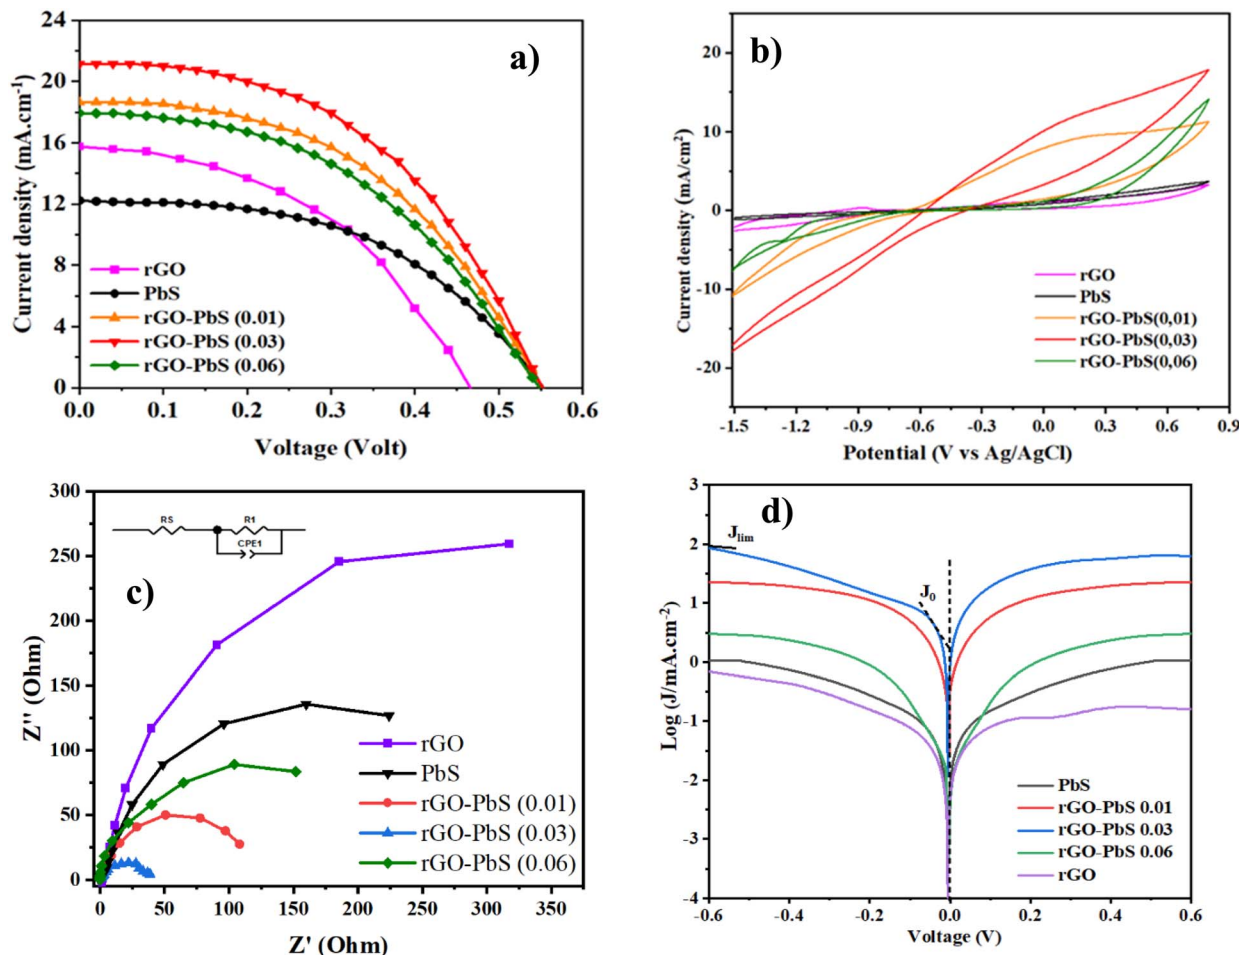 a)
24
20
16
12
8
4
0
Current density (mA.cm⁻¹)
rGO
PbS
rGO-PbS (0.01)
rGO-PbS (0.03)
rGO-PbS (0.06)
0.0 0.1 0.2 0.3 0.4 0.5 0.6
Voltage (Volt)
b)
20
10
0
-10
-20
Current density (mA/cm²)
rGO
PbS
rGO-PbS(0,01)
rGO-PbS(0,03)
rGO-PbS(0,06)
-1.5 -1.2 -0.9 -0.6 -0.3 0.0 0.3 0.6 0.9
Potential (V vs Ag/AgCl)
c)
300
250
200
150
100
50
0
Z'' (Ohm)
RS R1
CPE1
rGO
PbS
rGO-PbS (0.01)
rGO-PbS (0.03)
rGO-PbS (0.06)
0 50 100 150 200 250 300 350
Z' (Ohm)
d)
3
2
1
0
-1
-2
-3
-4
Log (J/mA.cm⁻²)
Jlim
J0
PbS
rGO-PbS 0.01
rGO-PbS 0.03
rGO-PbS 0.06
rGO
-0.6 -0.4 -0.2 0.0 0.2 0.4 0.6
Voltage (V)